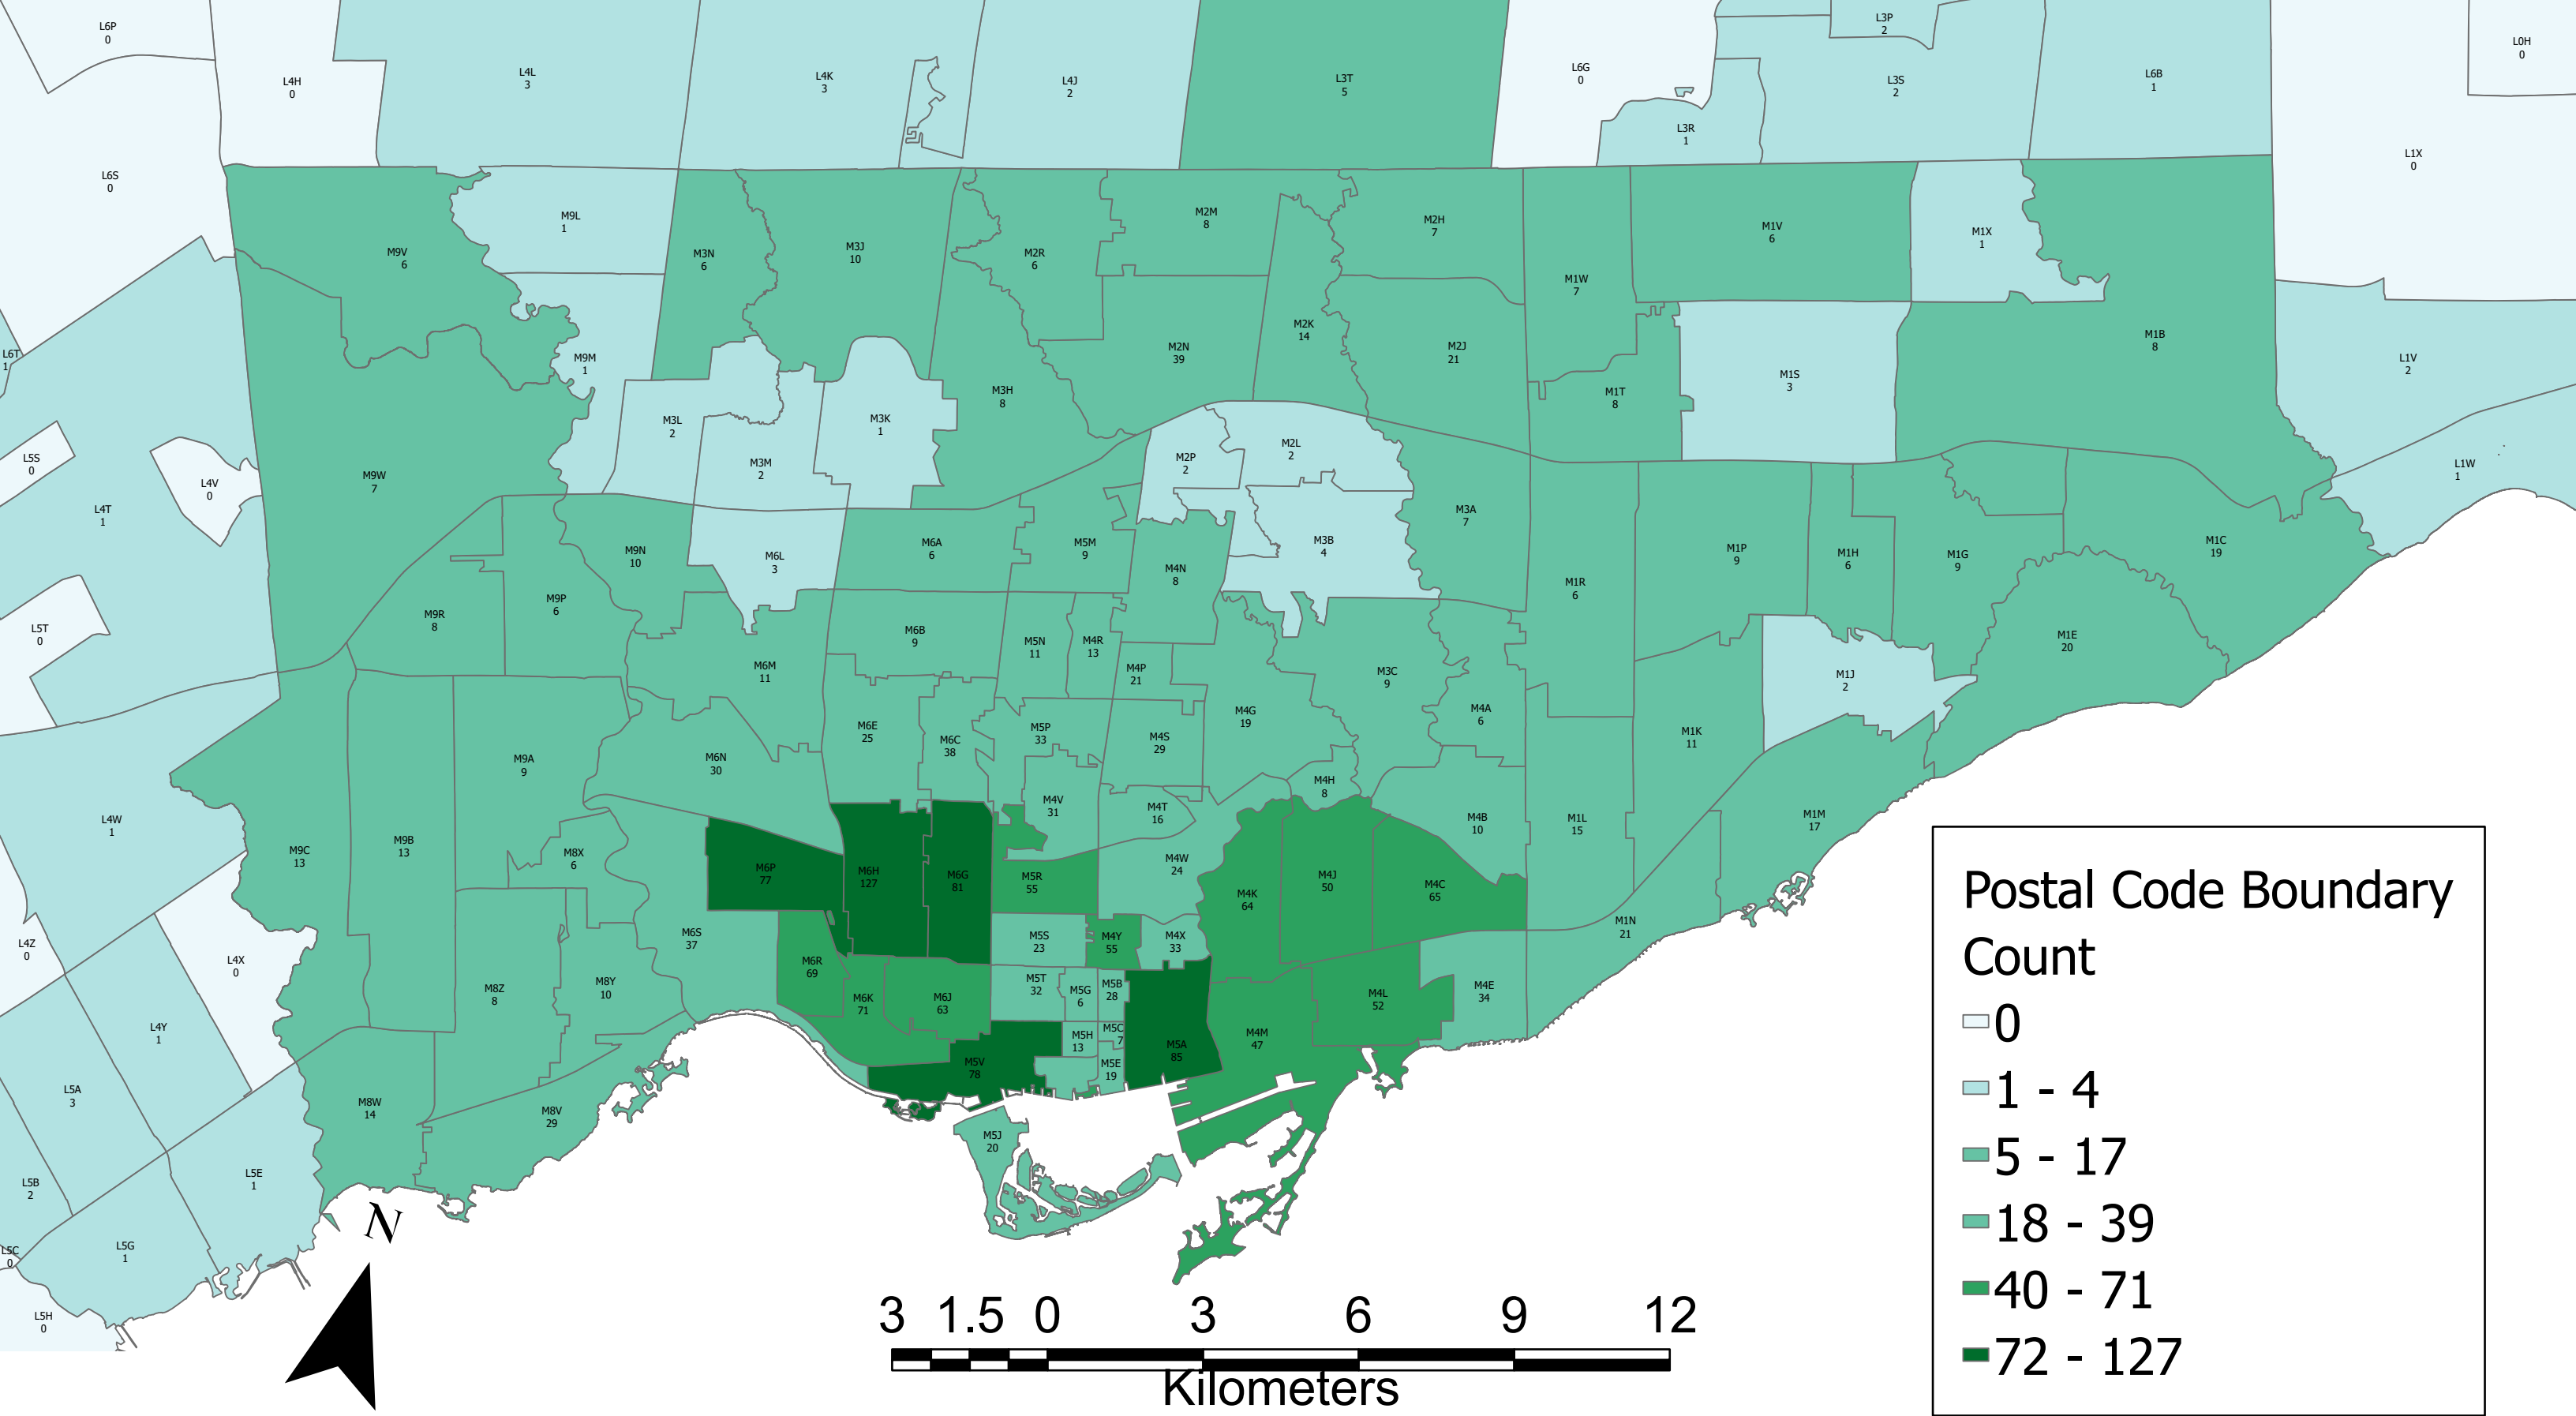 L6P
0
L4H
0
L4L
3
L4K
3
L4J
2
L3T
5
L6G
0
L3P
2
L3S
2
L3R
1
L6B
1
L0H
0
L1X
0
L6S
0
M9V
6
M9L
1
M3N
6
M3J
10
M2R
6
M2M
8
M2H
7
M1W
7
M1V
6
M1X
1
M1B
8
L6T
1
M9M
1
M2K
14
M2N
39
M2J
21
M1T
8
M1S
3
L1V
2
L5S
0
L4V
0
M9W
7
M3L
2
M3M
2
M3K
1
M3H
8
M2P
2
M2L
2
L1W
1
L4T
1
M9N
10
M6L
3
M6A
6
M5M
9
M4N
8
M3B
4
M3A
7
M1R
6
M1P
9
M1H
6
M1G
9
M1C
19
L5T
0
M9R
8
M9P
6
M6M
11
M6B
9
M5N
11
M4R
13
M4P
21
M3C
9
M1J
2
M1E
20
M9A
9
M6N
30
M6E
25
M6C
38
M5P
33
M4S
29
M4G
19
M4A
6
M1K
11
L4W
1
M9C
13
M9B
13
M8X
6
M5V
78
M4V
31
M4T
16
M4H
8
M4B
10
M1L
15
M1M
17
M6P
77
M6H
127
M6G
81
M5R
55
M4W
24
M4K
64
M4J
50
M4C
65
M1N
21
L4Z
0
L4X
0
M6S
37
M5S
23
M4Y
55
M4X
33
L4Y
1
M8Z
8
M8Y
10
M6R
69
M6K
71
M6J
63
M5T
32
M5G
6
M5B
28
M4L
52
M4E
34
M5H
13
M5C
7
M5E
19
M5A
85
M4M
47
L5A
3
M8W
14
M8V
29
M5J
20
L5B
2
L5E
1
L5C
0
L5G
1
L5H
0
N
3 1.5 0 3 6 9 12
Kilometers
Postal Code Boundary
Count
0
1 - 4
5 - 17
18 - 39
40 - 71
72 - 127